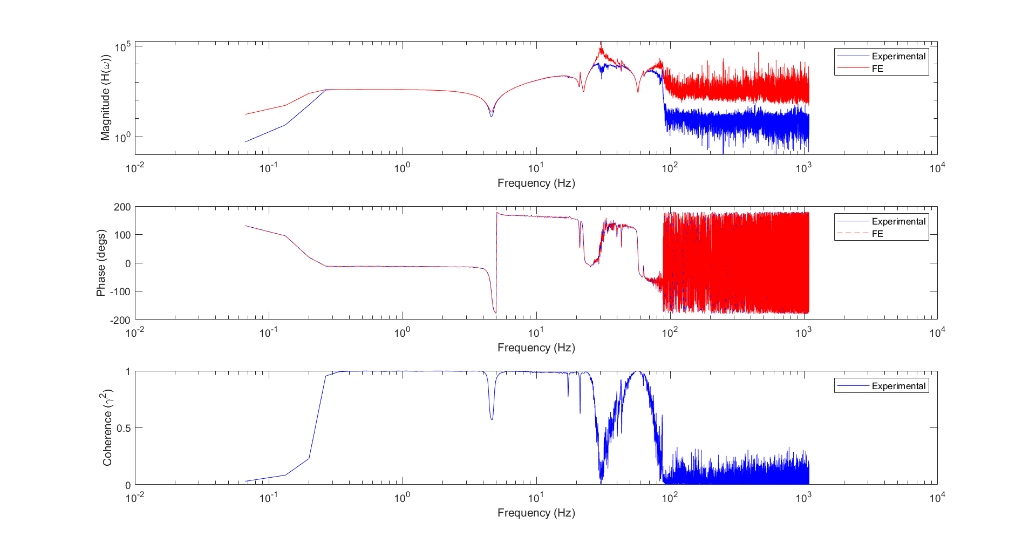 10^5
10^0
Magnitude (H(ω))
Experimental
FE
10^-2 10^-1 10^0 10^1 10^2 10^3 10^4
Frequency (Hz)
200
100
0
-100
-200
Phase (degs)
Experimental
FE
10^-2 10^-1 10^0 10^1 10^2 10^3 10^4
Frequency (Hz)
1
0.5
0
Coherence (γ^2)
Experimental
10^-2 10^-1 10^0 10^1 10^2 10^3 10^4
Frequency (Hz)